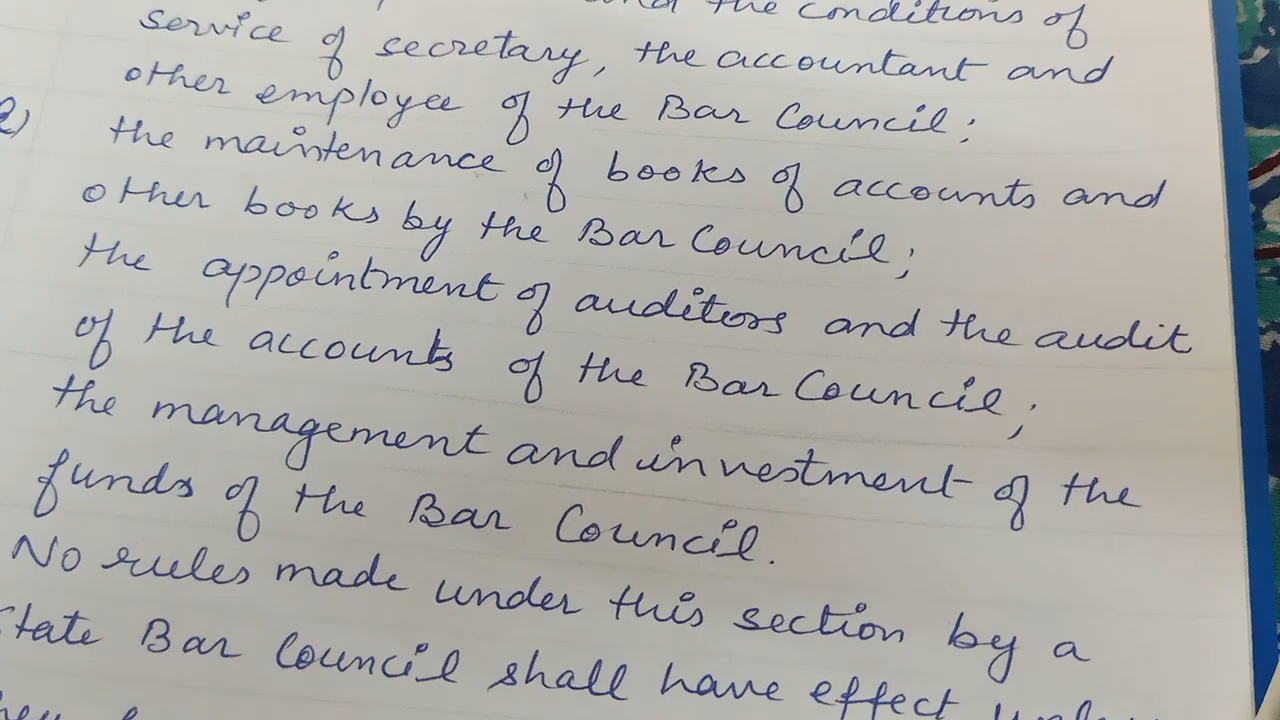 the conditions of
service of secretary, the accountant and
other employee of the Bar Council;
the maintenance of books of accounts and
other books by the Bar Council;
the appointment of auditors and the audit
of the accounts of the Bar Council;
the management and investment of the
funds of the Bar Council.
No rules made under this section by a
State Bar Council shall have effect